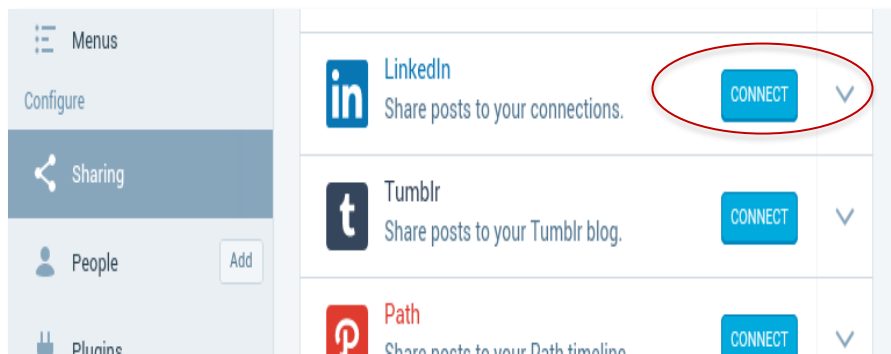 Menus
Configure
Sharing
People
Add
Plugins
in
LinkedIn
Share posts to your connections.
CONNECT
t
Tumblr
Share posts to your Tumblr blog.
CONNECT
Path
Share posts to your Path timeline
CONNECT